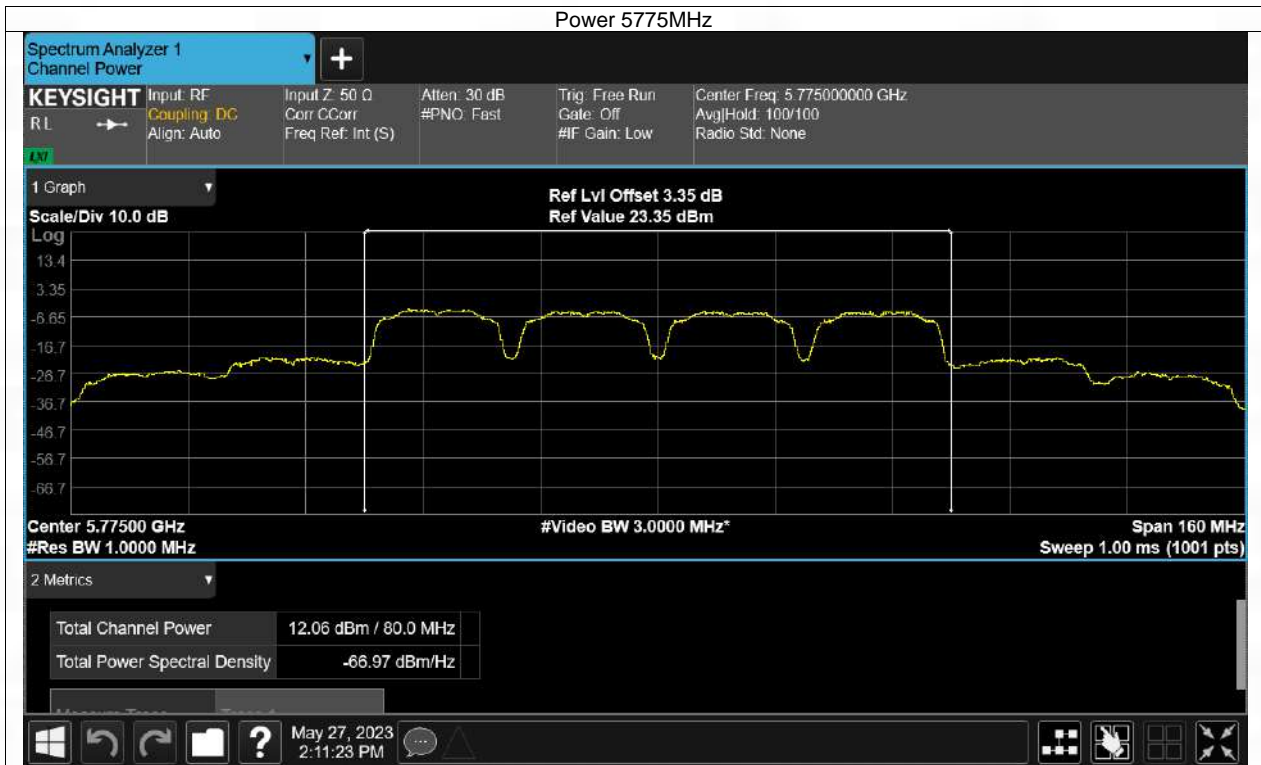 Power 5775MHz
Spectrum Analyzer 1
Channel Power
KEYSIGHT
RL
LXI
Input: RF
Coupling: DC
Align: Auto
Input Z: 50 Ω
Corr CCorr
Freq Ref: Int (S)
Atten: 30 dB
#PNO: Fast
Trig: Free Run
Gate: Off
#IF Gain: Low
Center Freq: 5.775000000 GHz
Avg|Hold: 100/100
Radio Std: None
1 Graph
Scale/Div 10.0 dB
Ref Lvl Offset 3.35 dB
Ref Value 23.35 dBm
Log
13.4
3.35
-6.65
-16.7
-26.7
-36.7
-46.7
-56.7
-66.7
Center 5.77500 GHz
#Video BW 3.0000 MHz*
Span 160 MHz
#Res BW 1.0000 MHz
Sweep 1.00 ms (1001 pts)
2 Metrics
Total Channel Power 12.06 dBm / 80.0 MHz
Total Power Spectral Density -66.97 dBm/Hz
May 27, 2023
2:11:23 PM